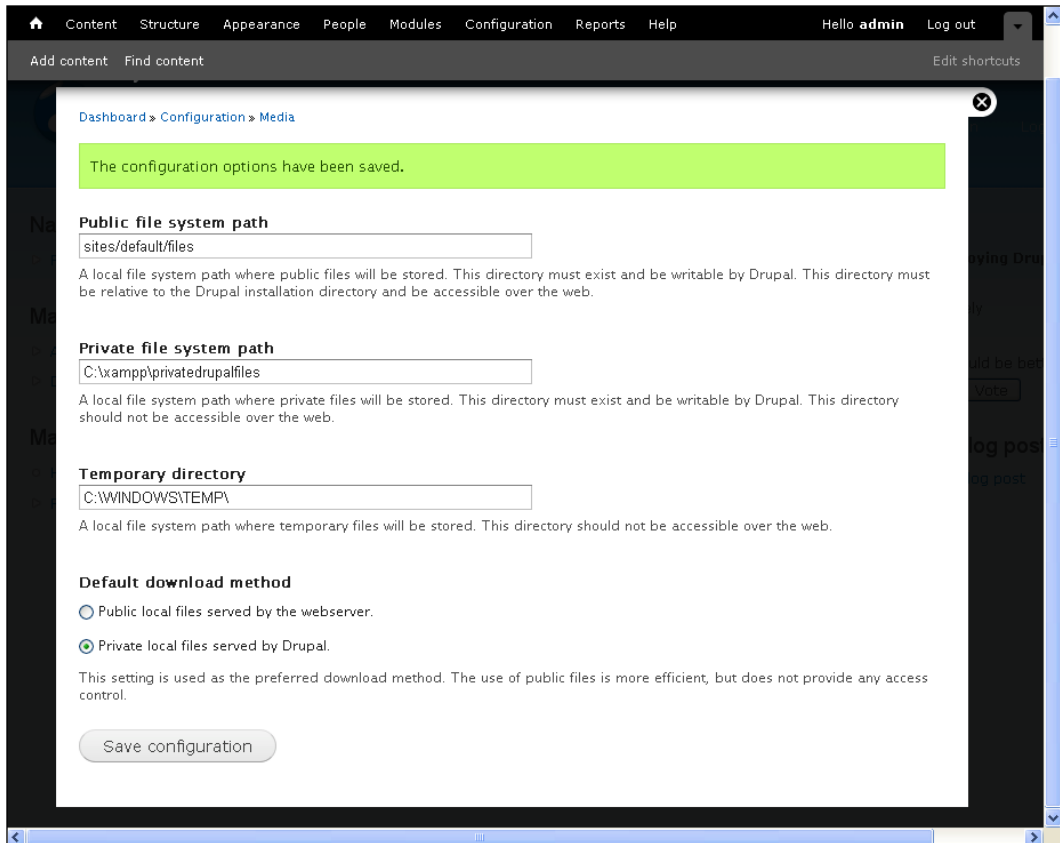 Content Structure Appearance People Modules Configuration Reports Help Hello admin Log out
Add content Find content Edit shortcuts
Dashboard » Configuration » Media
The configuration options have been saved.
Public file system path
sites/default/files
A local file system path where public files will be stored. This directory must exist and be writable by Drupal. This directory must
be relative to the Drupal installation directory and be accessible over the web.
Private file system path
C:\xampp\privatedrupalfiles
A local file system path where private files will be stored. This directory must exist and be writable by Drupal. This directory
should not be accessible over the web.
Vote
Temporary directory
log post
C:\WINDOWS\TEMP\
A local file system path where temporary files will be stored. This directory should not be accessible over the web.
Default download method
Public local files served by the webserver.
Private local files served by Drupal.
This setting is used as the preferred download method. The use of public files is more efficient, but does not provide any access
control.
Save configuration